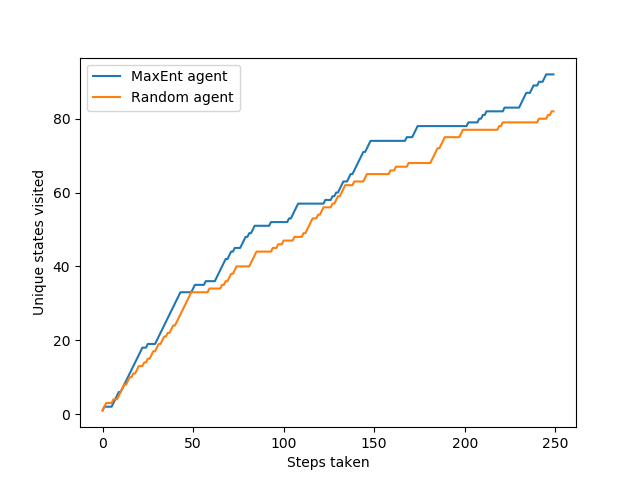 MaxEnt agent
Random agent
Unique states visited
80
60
40
20
0
0 50 100 150 200 250
Steps taken